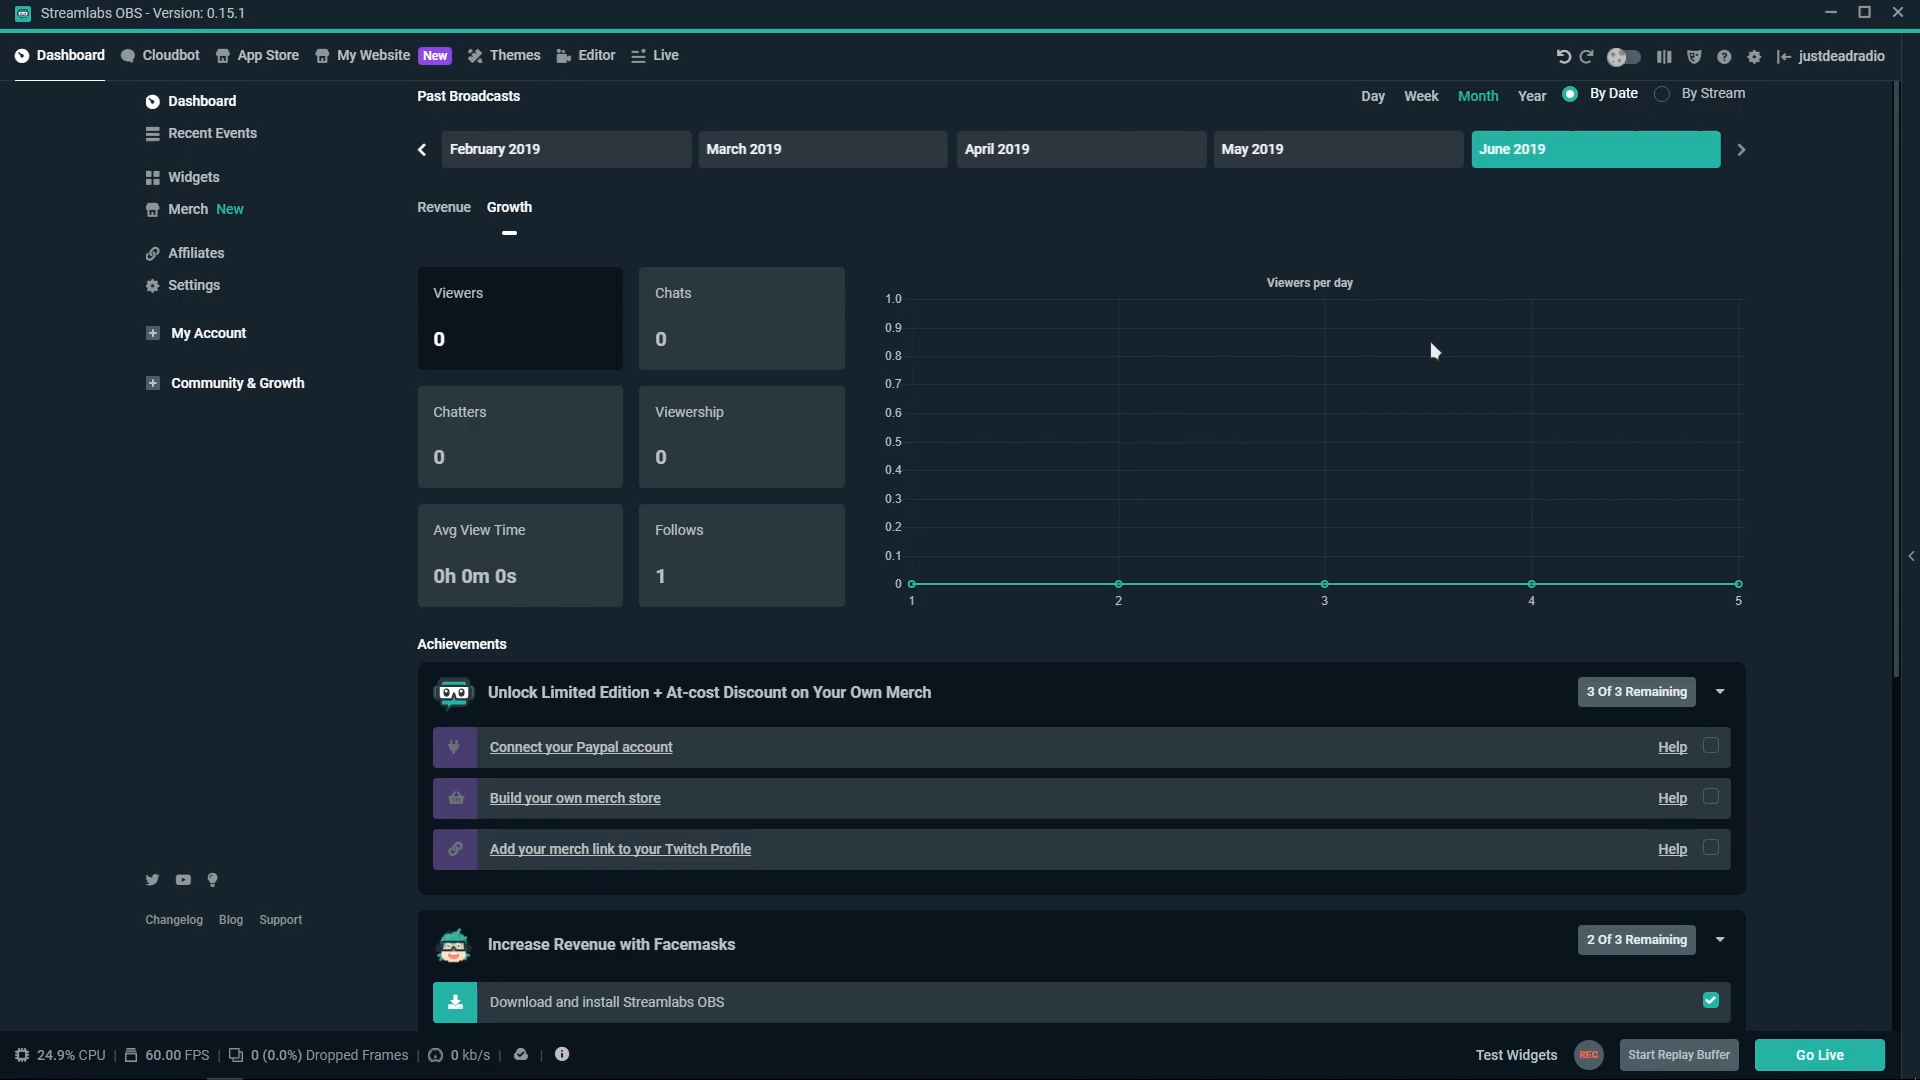 Streamlabs OBS - Version: 0.15.1
Dashboard Cloudbot App Store My Website New Themes Editor Live justdeadradio
Dashboard
Recent Events
Widgets
Merch New
Affiliates
Settings
My Account
Community & Growth
Changelog Blog Support
Past Broadcasts Day Week Month Year By Date By Stream
February 2019 March 2019 April 2019 May 2019 June 2019
Revenue Growth
Viewers
0
Chats
0
Chatters
0
Viewership
0
Avg View Time
0h 0m 0s
Follows
1
Viewers per day
1.0
0.9
0.8
0.7
0.6
0.5
0.4
0.3
0.2
0.1
0
1 2 3 4 5
Achievements
Unlock Limited Edition + At-cost Discount on Your Own Merch 3 Of 3 Remaining
Connect your Paypal account Help
Build your own merch store Help
Add your merch link to your Twitch Profile Help
Increase Revenue with Facemasks 2 Of 3 Remaining
Download and install Streamlabs OBS
24.9% CPU 60.00 FPS 0 (0.0%) Dropped Frames 0 kb/s Test Widgets REC Start Replay Buffer Go Live